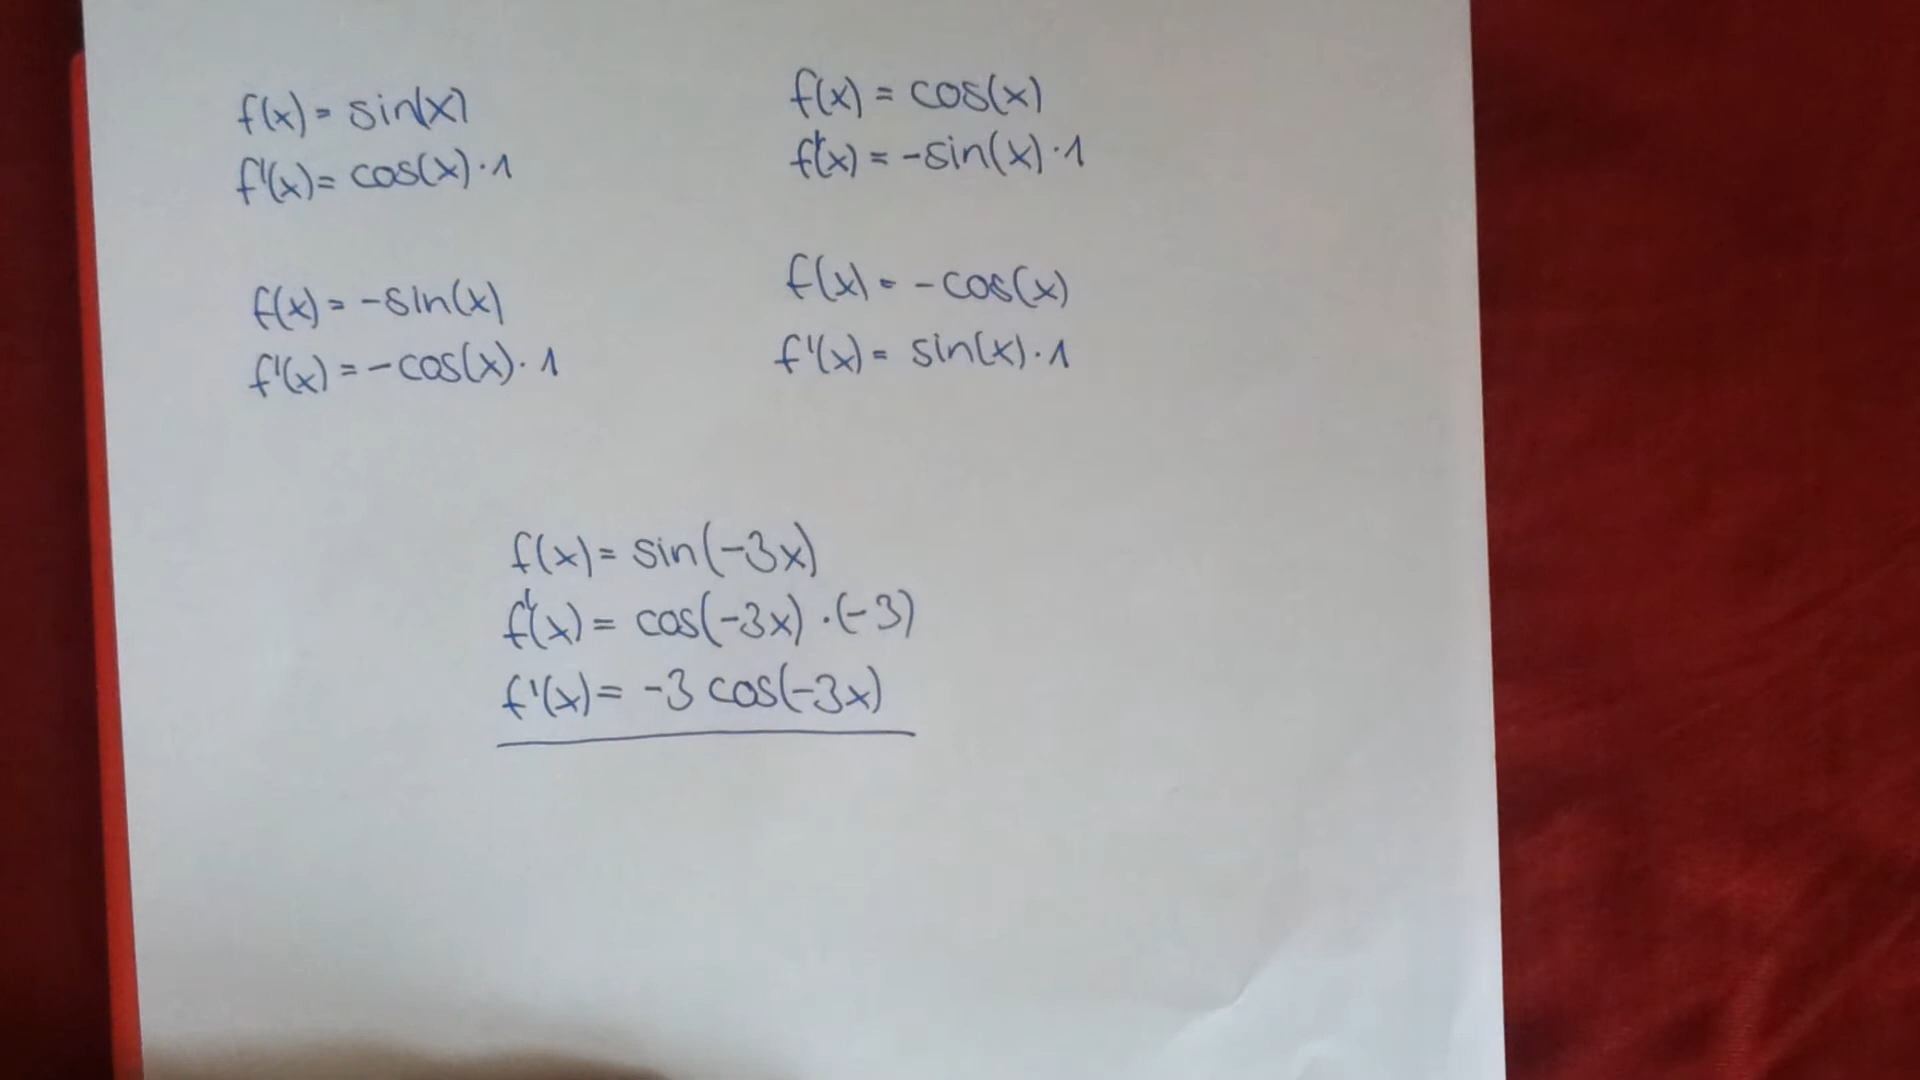 f(x) = sin(x)
f'(x) = cos(x) · 1
f(x) = cos(x)
f'(x) = -sin(x) · 1
f(x) = -sin(x)
f'(x) = -cos(x) · 1
f(x) = -cos(x)
f'(x) = sin(x) · 1
f(x) = sin(-3x)
f'(x) = cos(-3x) · (-3)
f'(x) = -3 cos(-3x)